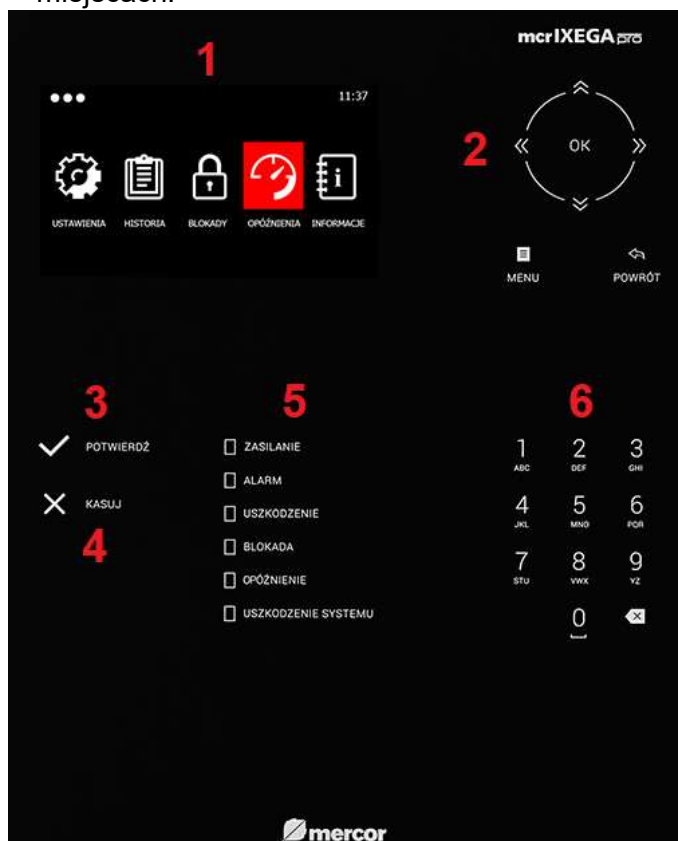 miejscach.
mcr IXEGA pro
1
11:37
USTAWIENIA HISTORIA BLOKADY OPÓŹNIENIA INFORMACJE
2
OK
MENU POWRÓT
3
POTWIERDŹ
KASUJ
4
5
ZASILANIE
ALARM
USZKODZENIE
BLOKADA
OPÓŹNIENIE
USZKODZENIE SYSTEMU
6
1 2 3
ABC DEF GHI
4 5 6
JKL MNO PQR
7 8 9
STU VWX YZ
0
mercor